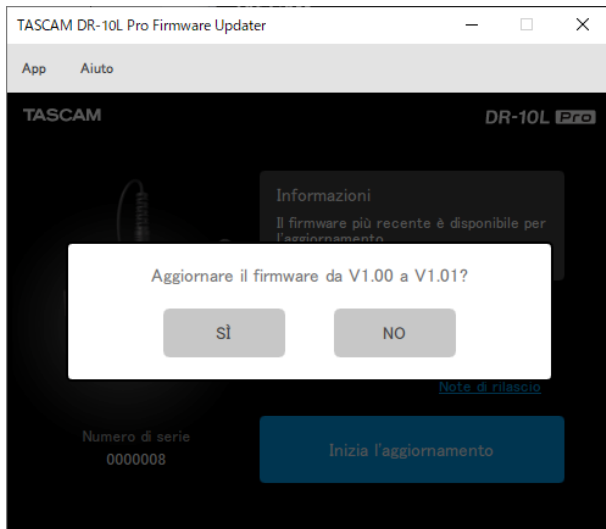 TASCAM DR-10L Pro Firmware Updater
App Aiuto
TASCAM
DR-10L Pro
Informazioni
Il firmware più recente è disponibile per
l'aggiornamento
Aggiornare il firmware da V1.00 a V1.01?
SÌ NO
Note di rilascio
Numero di serie
0000008
Inizia l'aggiornamento